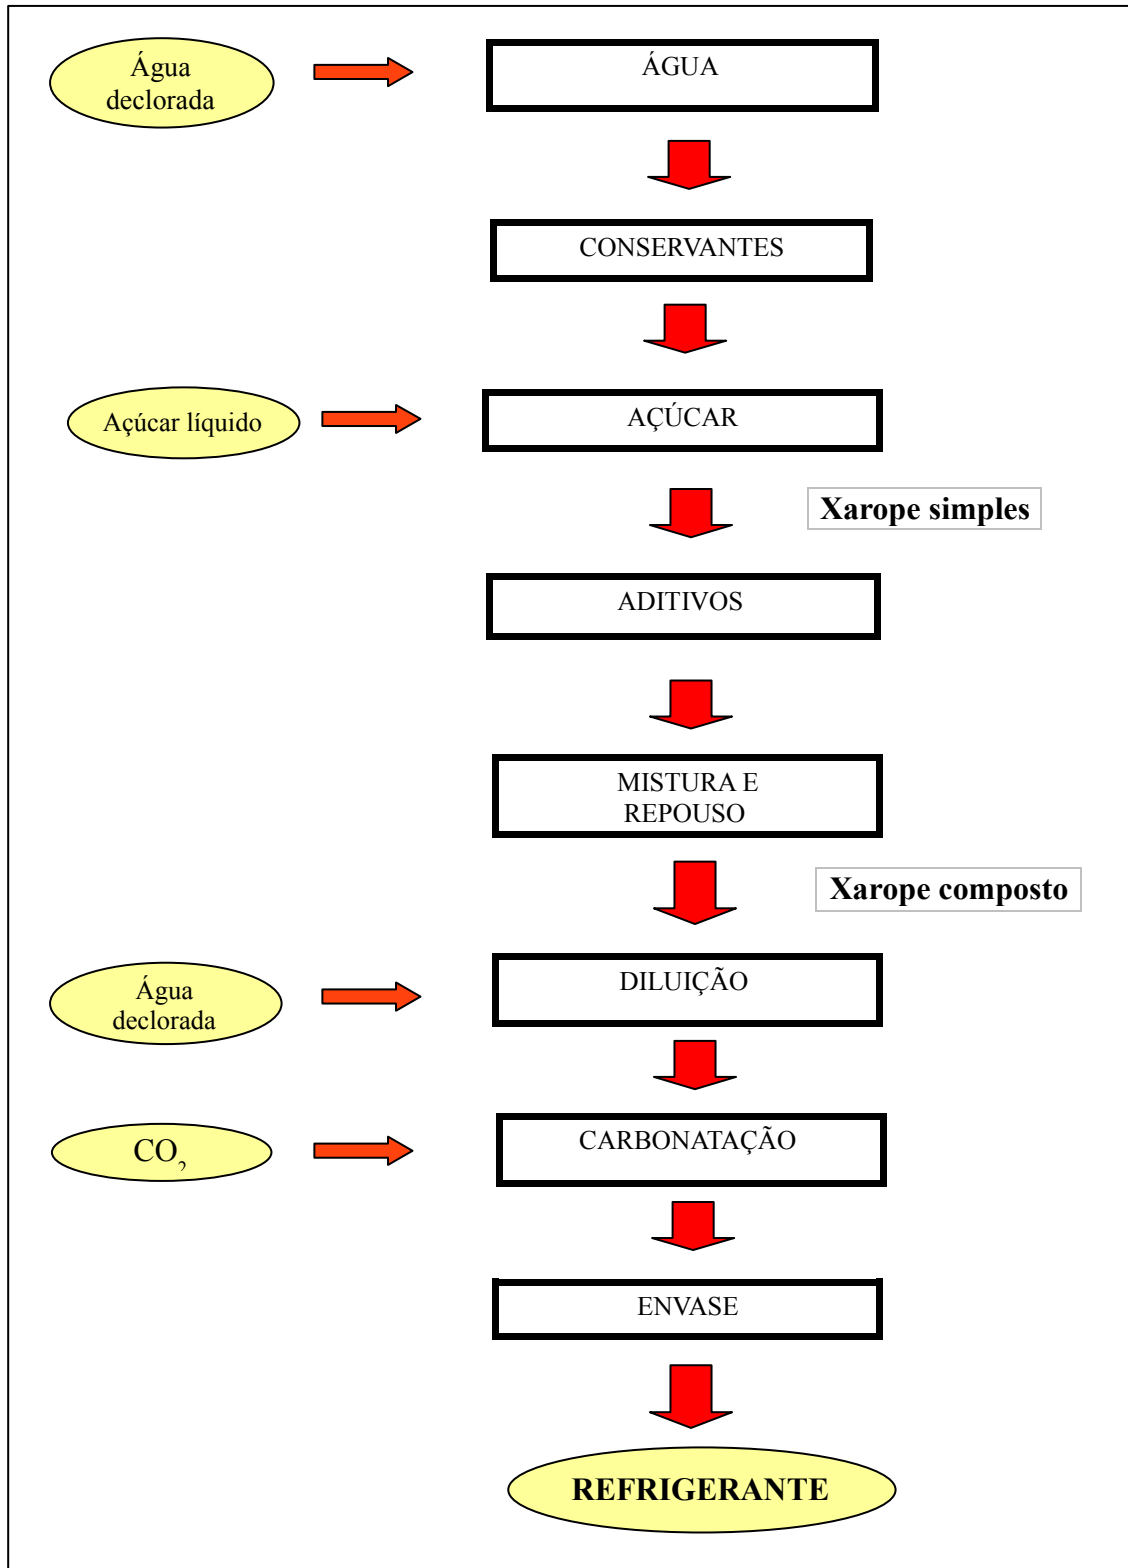 Água
declorada
ÁGUA
CONSERVANTES
Açúcar líquido
AÇÚCAR
Xarope simples
ADITIVOS
MISTURA E
REPOUSO
Xarope composto
Água
declorada
DILUIÇÃO
CO2
CARBONATAÇÃO
ENVASE
REFRIGERANTE